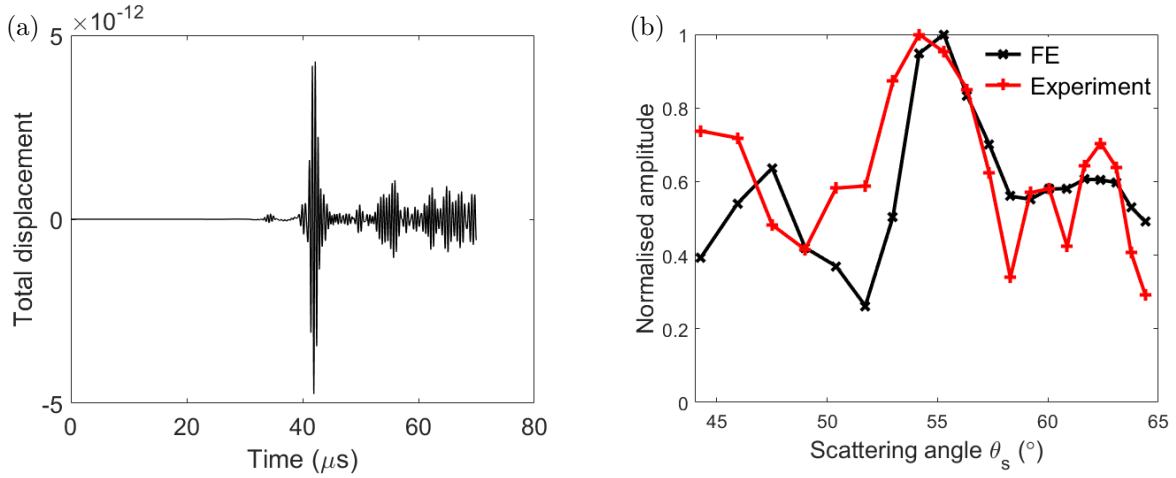 (a)
×10⁻¹²
5
0
-5
Total displacement
0 20 40 60 80
Time (μs)
(b)
1
0.8
0.6
0.4
0.2
0
Normalised amplitude
FE
Experiment
45 50 55 60 65
Scattering angle θₛ (°)